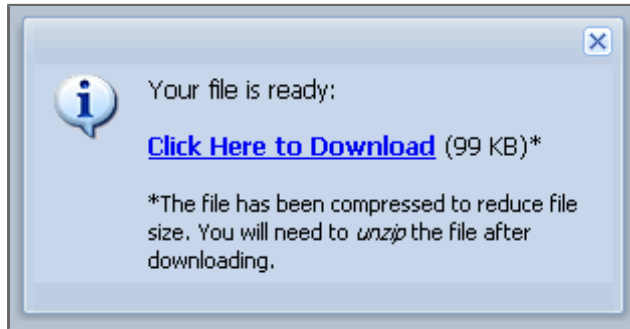 Your file is ready:
Click Here to Download (99 KB)*
*The file has been compressed to reduce file
size. You will need to unzip the file after
downloading.